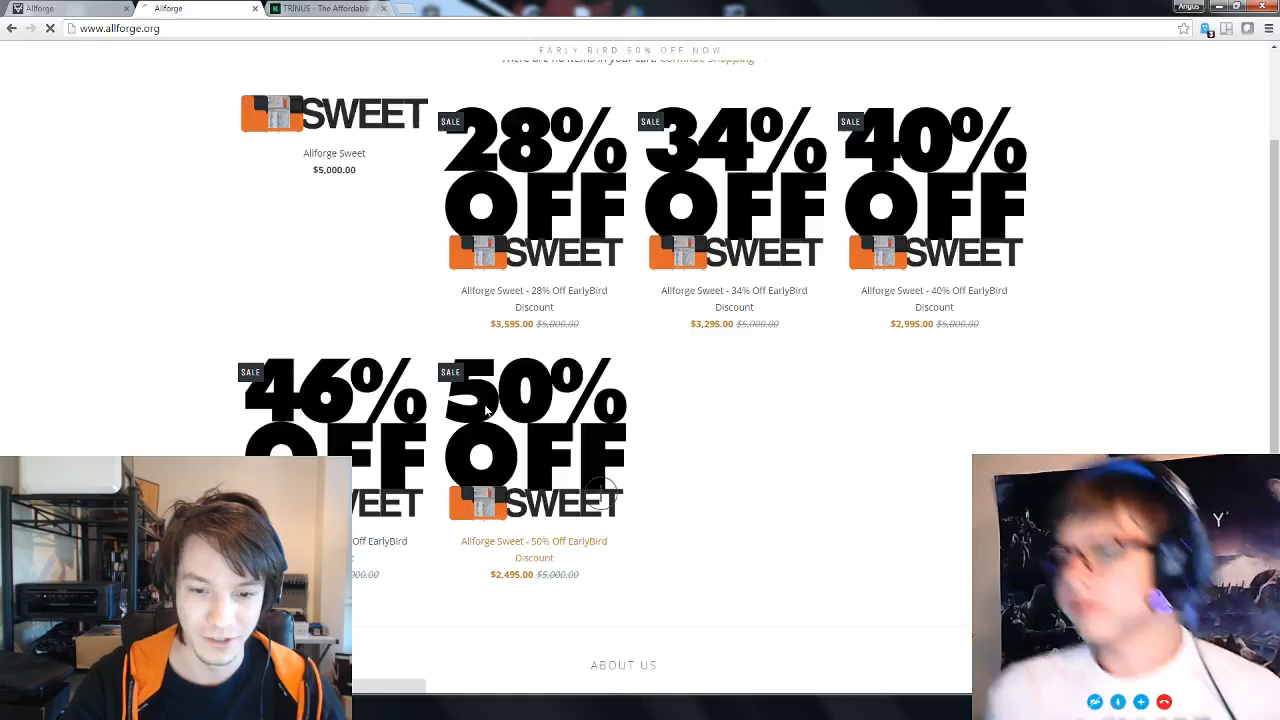 Allforge
Allforge
TRINUS - The Affordable
Angus
www.allforge.org
3
EARLY BIRD 50% OFF NOW!
There are no items in your cart. Continue Shopping →
SWEET
Allforge Sweet
$5,000.00
SALE
28%
OFF
SWEET
Allforge Sweet - 28% Off EarlyBird
Discount
$3,595.00 $5,000.00
SALE
34%
OFF
SWEET
Allforge Sweet - 34% Off EarlyBird
Discount
$3,295.00 $5,000.00
SALE
40%
OFF
SWEET
Allforge Sweet - 40% Off EarlyBird
Discount
$2,995.00 $5,000.00
SALE
46%
OFF
WEET
Off EarlyBird
SALE
50%
OFF
SWEET
Allforge Sweet - 50% Off EarlyBird
Discount
$2,495.00 $5,000.00
ABOUT US